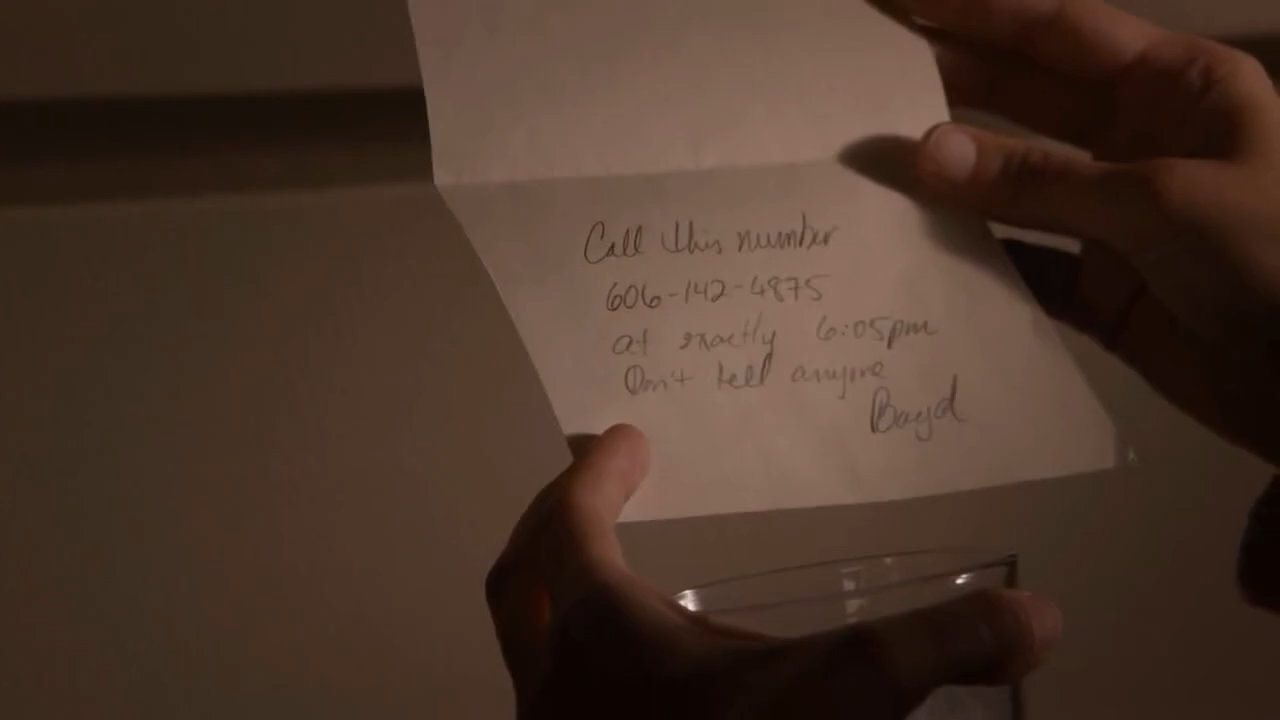 Call this number
606-142-4875
at exactly 6:05pm
Don't tell anyone
Boyd